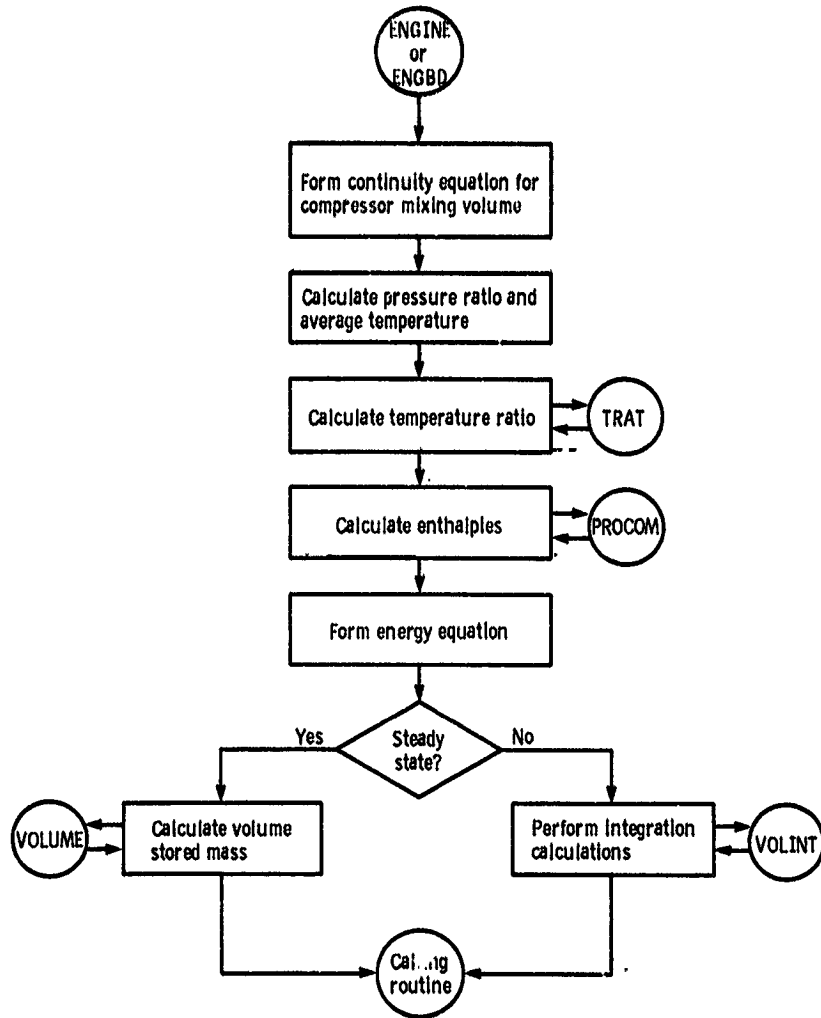 ENGINE
or
ENGBD
Form continuity equation for
compressor mixing volume
Calculate pressure ratio and
average temperature
Calculate temperature ratio
TRAT
Calculate enthalples
PROCOM
Form energy equation
Yes
Steady
state?
No
VOLUME
Calculate volume
stored mass
Perform integration
calculations
VOLINT
routine